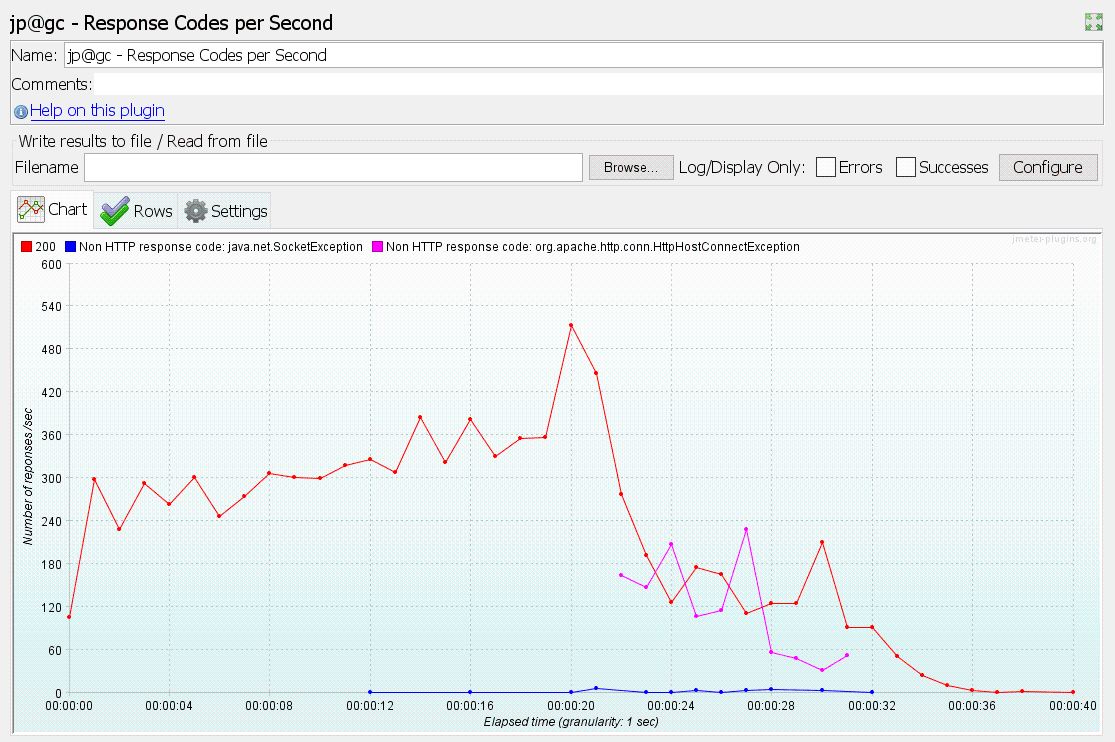 jp@gc - Response Codes per Second
Name: jp@gc - Response Codes per Second
Comments:
Help on this plugin
Write results to file / Read from file
Filename Browse... Log/Display Only: Errors Successes Configure
Chart Rows Settings
jmeter-plugins.org
200 Non HTTP response code: java.net.SocketException Non HTTP response code: org.apache.http.conn.HttpHostConnectException
600
540
480
420
360
300
240
180
120
60
0
Number of reponses /sec
00:00:00 00:00:04 00:00:08 00:00:12 00:00:16 00:00:20 00:00:24 00:00:28 00:00:32 00:00:36 00:00:40
Elapsed time (granularity: 1 sec)